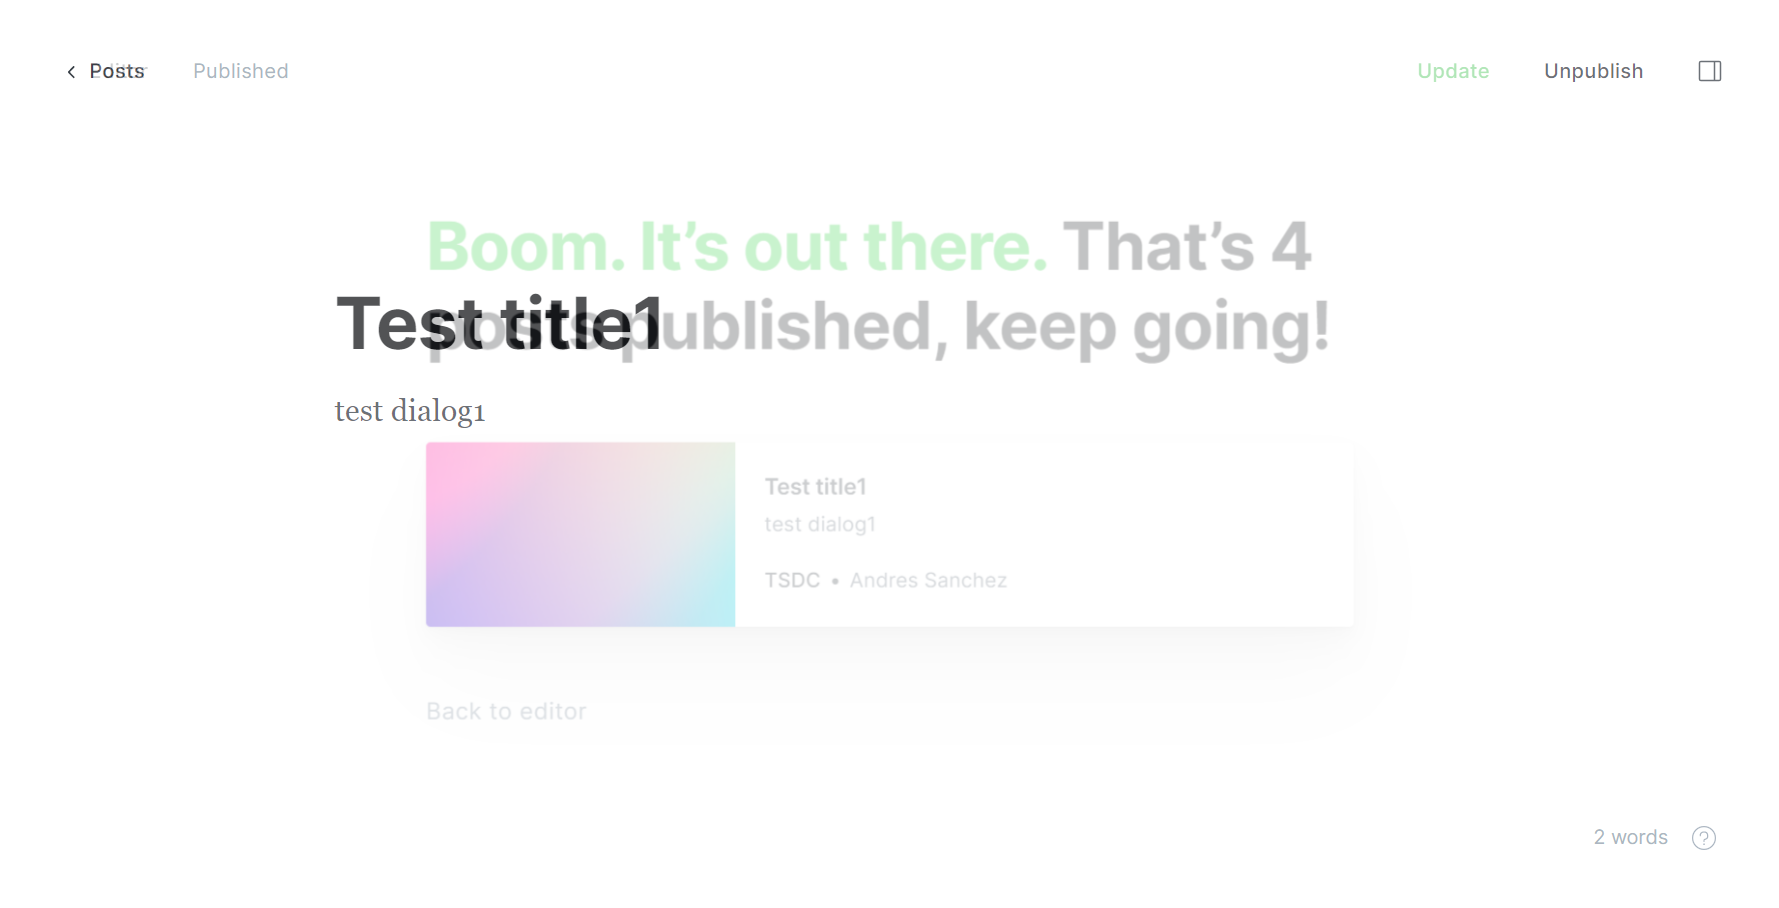 Posts
Editor
Published
Update
Unpublish
Boom. It’s out there. That’s 4
posts published, keep going!
Test title1
test dialog1
Test title1
test dialog1
TSDC • Andres Sanchez
Back to editor
2 words
?